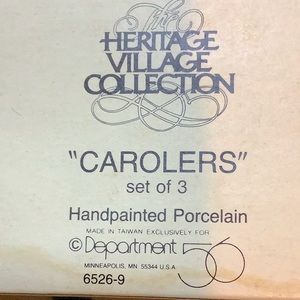 The
HERITAGE
VILLAGE
COLLECTION
"CAROLERS"
set of 3
Handpainted Porcelain
MADE IN TAIWAN EXCLUSIVELY FOR
© Department 56
MINNEAPOLIS, MN 55344 U.S.A.
6526-9